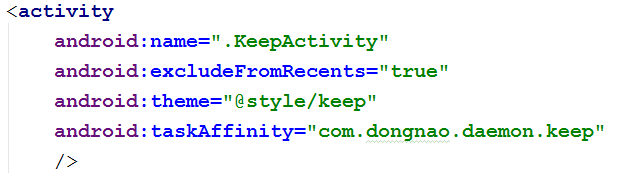 <activity
android:name=".KeepActivity"
android:excludeFromRecents="true"
android:theme="@style/keep"
android:taskAffinity="com.dongnao.daemon.keep"
/>